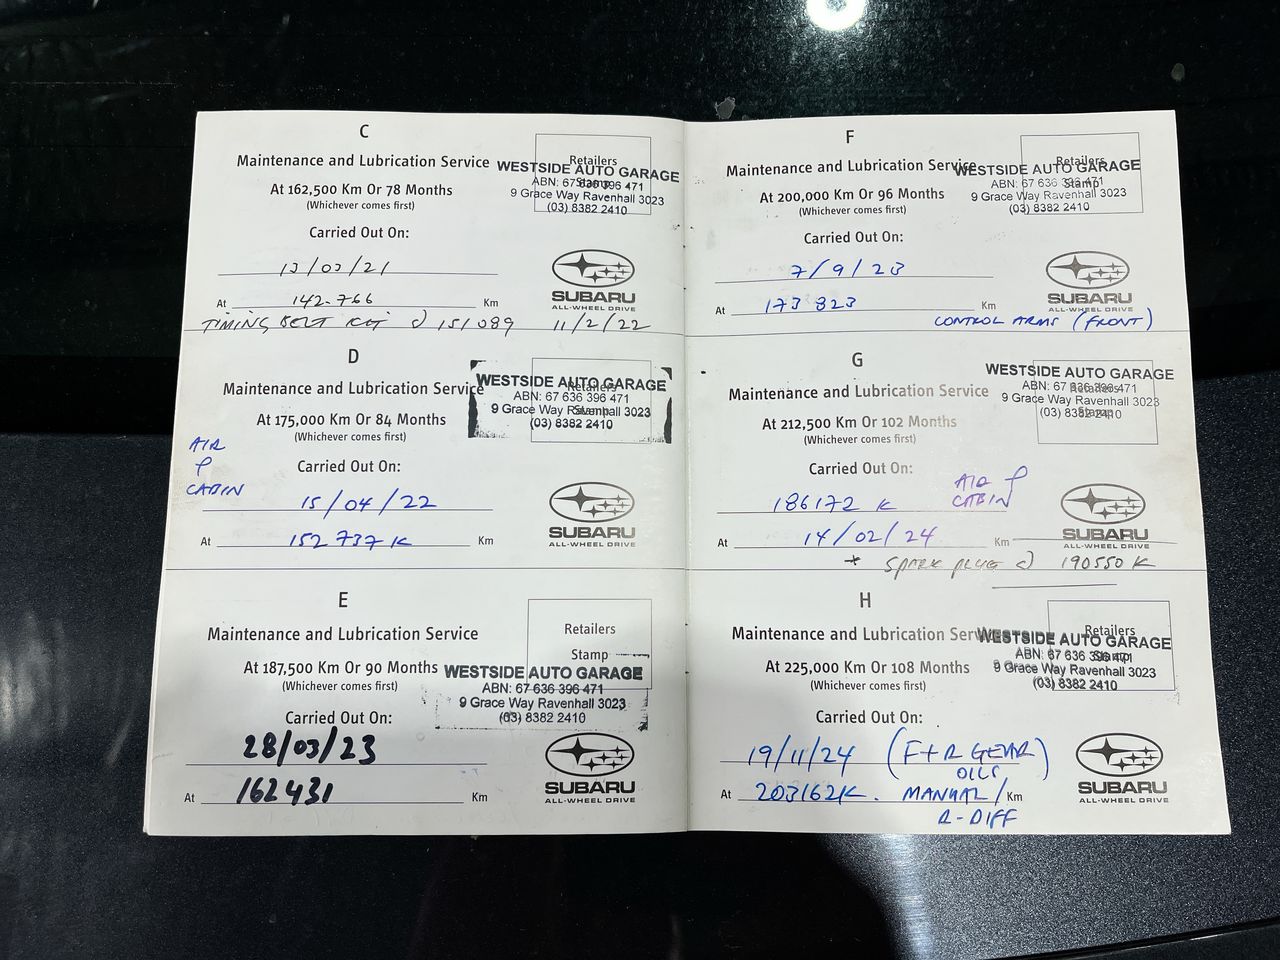 C
Maintenance and Lubrication Service
At 162,500 Km Or 78 Months
(Whichever comes first)
Retailers
Stamp
WESTSIDE AUTO GARAGE
ABN: 67 636 396 471
9 Grace Way Ravenhall 3023
(03) 8382 2410
Carried Out On:
13/03/21
At 142.766 Km
SUBARU
ALL-WHEEL DRIVE
TIMING BELT KIT @ 151089 11/2/22
D
Maintenance and Lubrication Service
At 175,000 Km Or 84 Months
(Whichever comes first)
Retailers
Stamp
WESTSIDE AUTO GARAGE
ABN: 67 636 396 471
9 Grace Way Ravenhall 3023
(03) 8382 2410
AIR
&
CABIN
Carried Out On:
15/04/22
At 152737 K Km
SUBARU
ALL-WHEEL DRIVE
E
Maintenance and Lubrication Service
At 187,500 Km Or 90 Months
(Whichever comes first)
Retailers
Stamp
WESTSIDE AUTO GARAGE
ABN: 67 636 396 471
9 Grace Way Ravenhall 3023
(03) 8382 2410
Carried Out On:
28/03/23
At 162431 Km
SUBARU
ALL-WHEEL DRIVE
F
Maintenance and Lubrication Service
At 200,000 Km Or 96 Months
(Whichever comes first)
Retailers
Stamp
WESTSIDE AUTO GARAGE
ABN: 67 636 396 471
9 Grace Way Ravenhall 3023
(03) 8382 2410
Carried Out On:
7/9/23
At 173 823 Km
SUBARU
ALL-WHEEL DRIVE
CONTROL ARMS (FRONT)
G
Maintenance and Lubrication Service
At 212,500 Km Or 102 Months
(Whichever comes first)
Retailers
Stamp
WESTSIDE AUTO GARAGE
ABN: 67 636 396 471
9 Grace Way Ravenhall 3023
(03) 8382 2410
Carried Out On:
186172 K
AIR &
CABIN
At 14/02/24 Km
SUBARU
ALL-WHEEL DRIVE
* SPARK PLUG @ 190550 K
H
Maintenance and Lubrication Service
At 225,000 Km Or 108 Months
(Whichever comes first)
Retailers
Stamp
WESTSIDE AUTO GARAGE
ABN: 67 636 396 471
9 Grace Way Ravenhall 3023
(03) 8382 2410
Carried Out On:
19/11/24 (F+R GEAR
OILS)
At 203162K. MANUAL/ Km
R-DIFF
SUBARU
ALL-WHEEL DRIVE